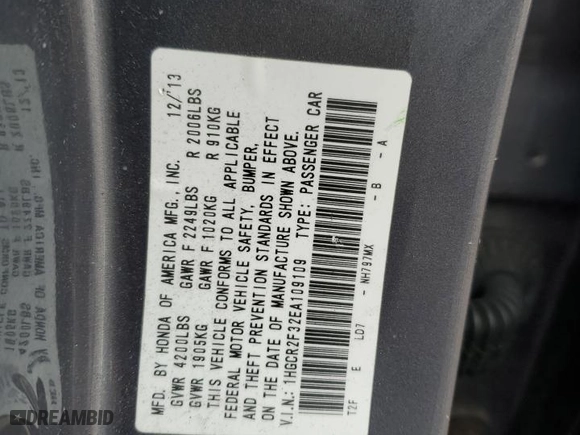 MFD. BY HONDA OF AMERICA MFG., INC. 12/13
GVWR 4200LBS GAWR F 2249LBS R 2006LBS
GVWR 1905KG GAWR F 1020KG R 910KG
THIS VEHICLE CONFORMS TO ALL APPLICABLE
FEDERAL MOTOR VEHICLE SAFETY, BUMPER,
AND THEFT PREVENTION STANDARDS IN EFFECT
ON THE DATE OF MANUFACTURE SHOWN ABOVE.
V.I.N.: 1HGCR2F32EA109109 TYPE: PASSENGER CAR
T2F E LD7 - NH797MX - B - A
DREAMBID